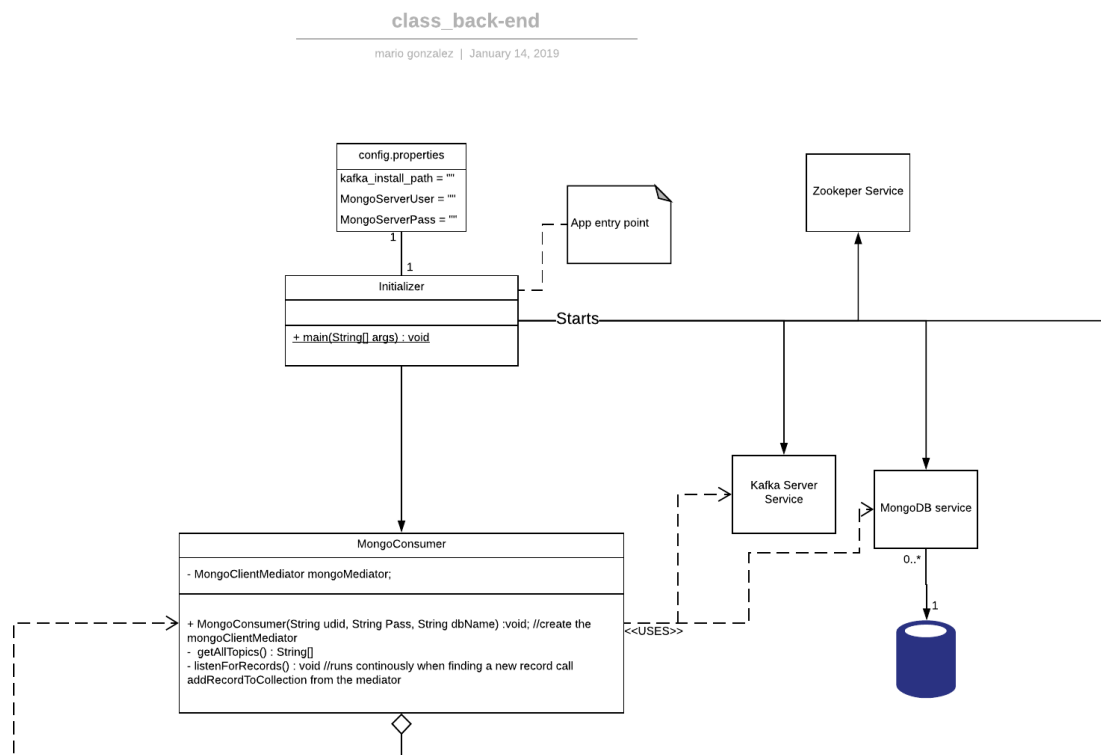 class_back-end
mario gonzalez | January 14, 2019
config.properties
kafka_install_path = ""
MongoServerUser = ""
MongoServerPass = ""
1
1
App entry point
Zookeper Service
Initializer
Starts
+ main(String[] args) : void
Kafka Server
Service
MongoDB service
0..*
1
MongoConsumer
- MongoClientMediator mongoMediator;
+ MongoConsumer(String udid, String Pass, String dbName) :void; //create the
mongoClientMediator
- getAllTopics() : String[]
- listenForRecords() : void //runs continously when finding a new record call
addRecordToCollection from the mediator
<<USES>>